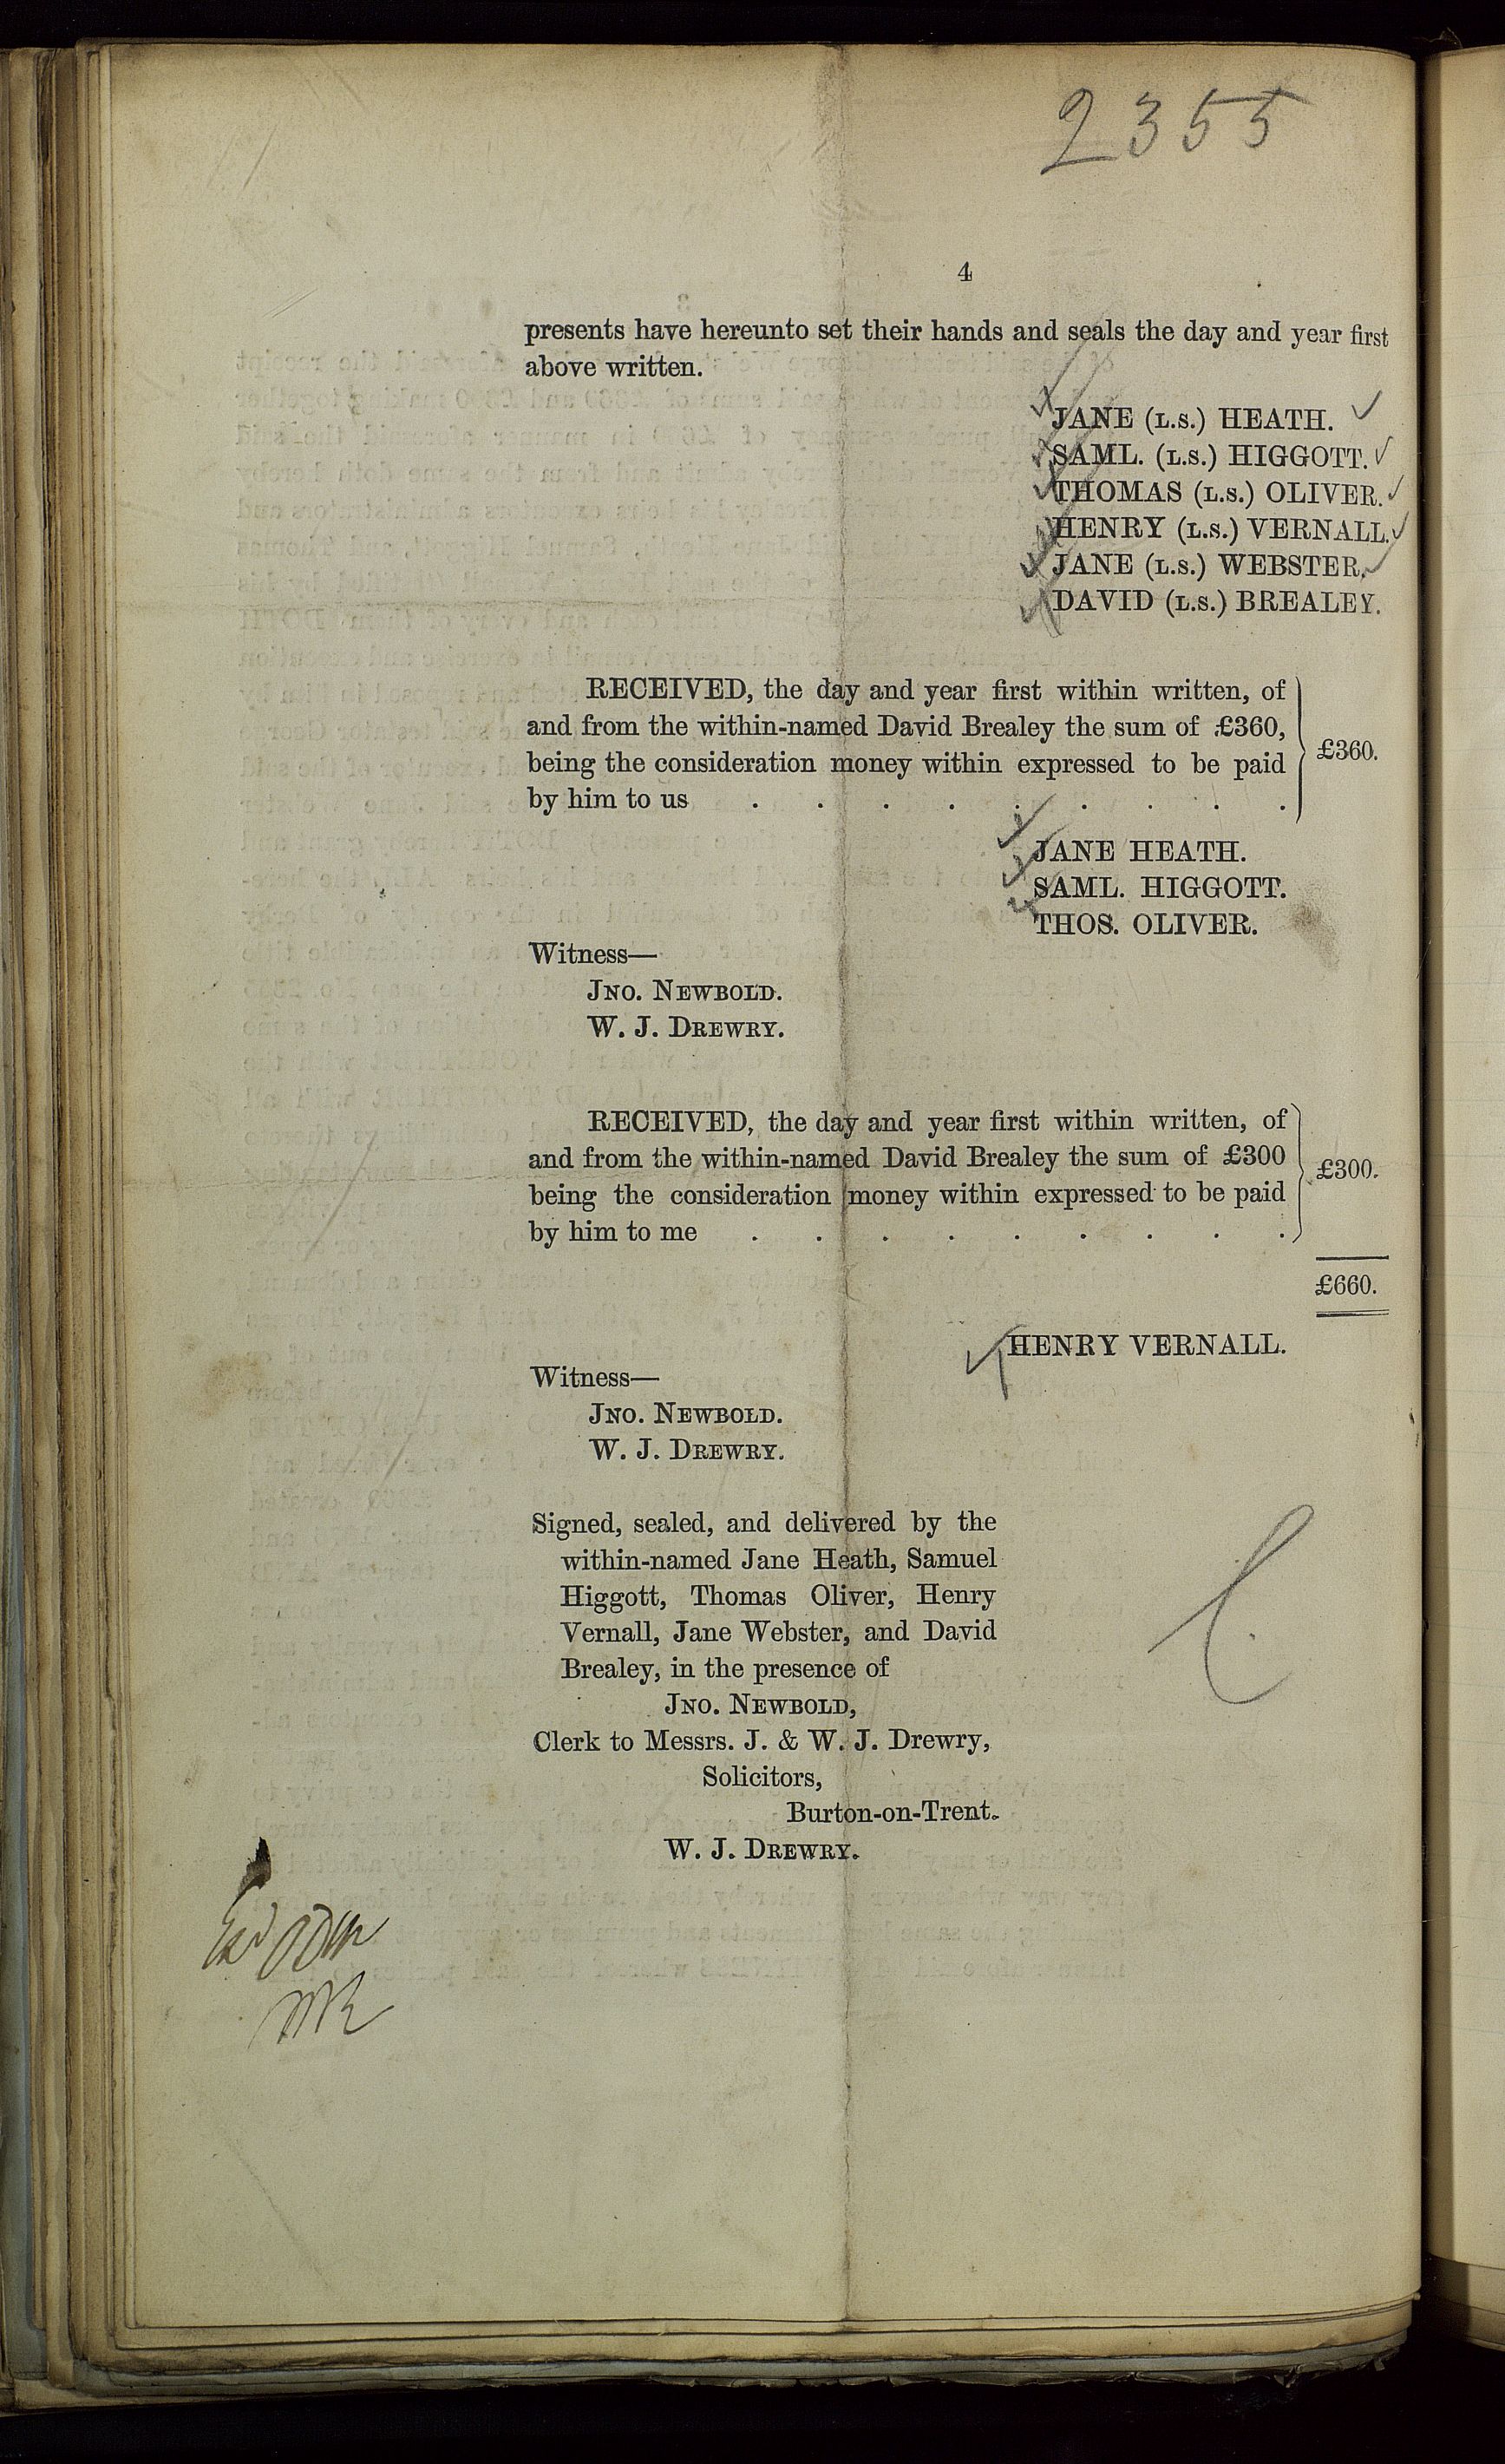 2355
4
presents have hereunto set their hands and seals the day and year first
above written.
JANE (L.S.) HEATH.
SAML. (L.S.) HIGGOTT.
THOMAS (L.S.) OLIVER.
HENRY (L.S.) VERNALL.
JANE (L.S.) WEBSTER.
DAVID (L.S.) BREALEY.
RECEIVED, the day and year first within written, of
and from the within-named David Brealey the sum of £360,
being the consideration money within expressed to be paid
by him to us . . . . . . . . .
£360.
JANE HEATH.
SAML. HIGGOTT.
THOS. OLIVER.
Witness—
JNO. NEWBOLD.
W. J. DREWRY.
RECEIVED, the day and year first within written, of
and from the within-named David Brealey the sum of £300
being the consideration money within expressed to be paid
by him to me . . . . . . . . .
£300.
£660.
HENRY VERNALL.
Witness—
JNO. NEWBOLD.
W. J. DREWRY.
Signed, sealed, and delivered by the
within-named Jane Heath, Samuel
Higgott, Thomas Oliver, Henry
Vernall, Jane Webster, and David
Brealey, in the presence of
JNO. NEWBOLD,
Clerk to Messrs. J. & W. J. Drewry,
Solicitors,
Burton-on-Trent.
W. J. DREWRY.